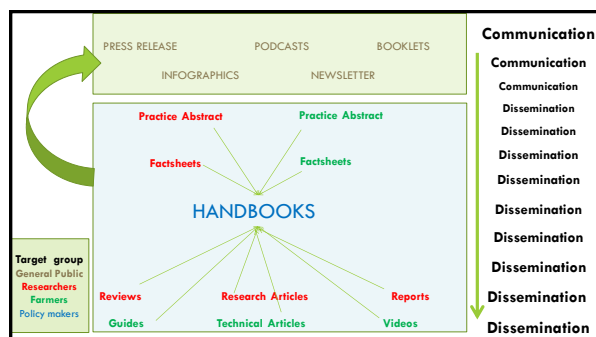 PRESS RELEASE PODCASTS BOOKLETS
INFOGRAPHICS NEWSLETTER
Practice Abstract Practice Abstract
Factsheets Factsheets
HANDBOOKS
Reviews Research Articles Reports
Guides Technical Articles Videos
Target group
General Public
Researchers
Farmers
Policy makers
Communication
Communication
Communication
Dissemination
Dissemination
Dissemination
Dissemination
Dissemination
Dissemination
Dissemination
Dissemination
Dissemination